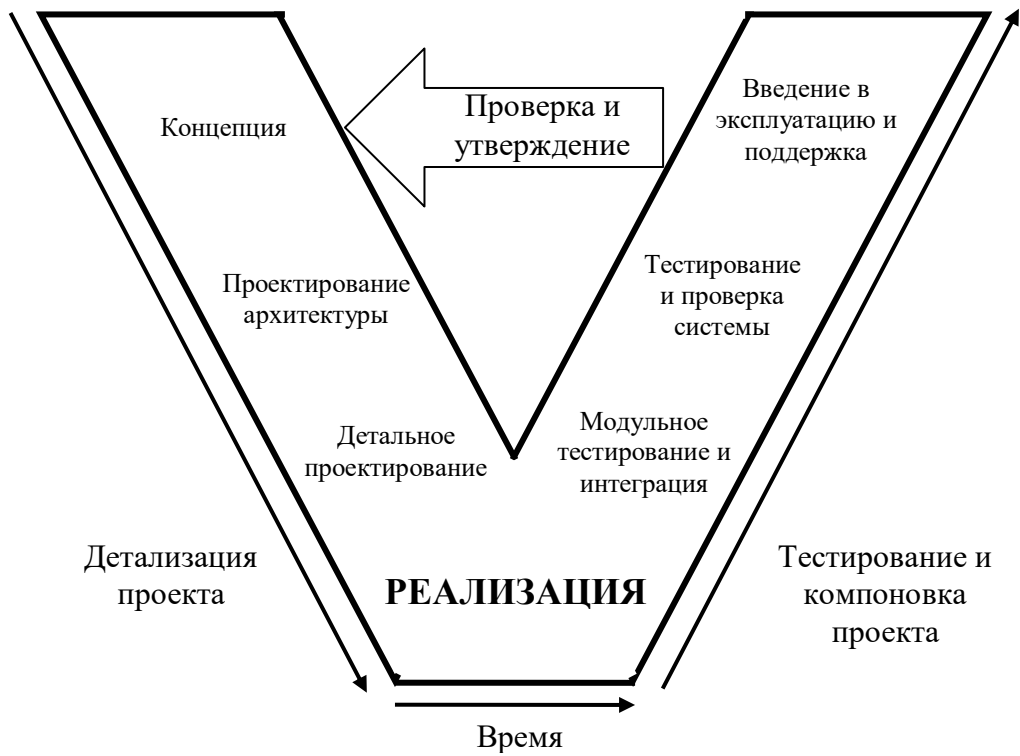 Концепция
Проверка и
утверждение
Введение в
эксплуатацию и
поддержка
Проектирование
архитектуры
Тестирование
и проверка
системы
Детальное
проектирование
Модульное
тестирование и
интеграция
Детализация
проекта
РЕАЛИЗАЦИЯ
Тестирование и
компоновка
проекта
Время